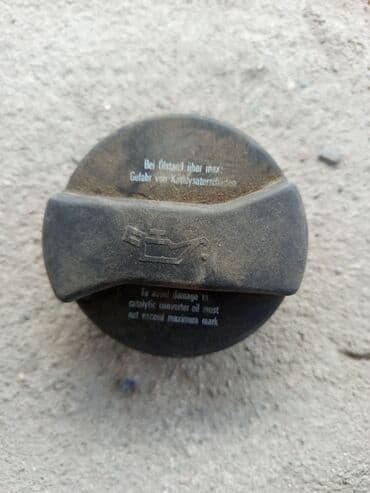 Bei Ölstand über max.
Gefahr von Katalysatorschäden
To avoid damage to
catalytic converter oil must
not exceed maximum mark